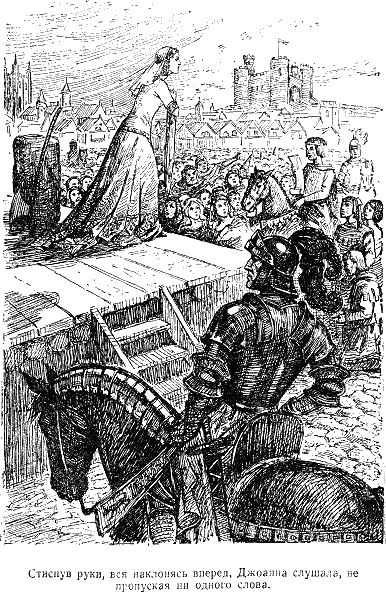 Стиснув руки, вся наклонясь вперед, Джоанна слушала, не
пропуская ни одного слова.